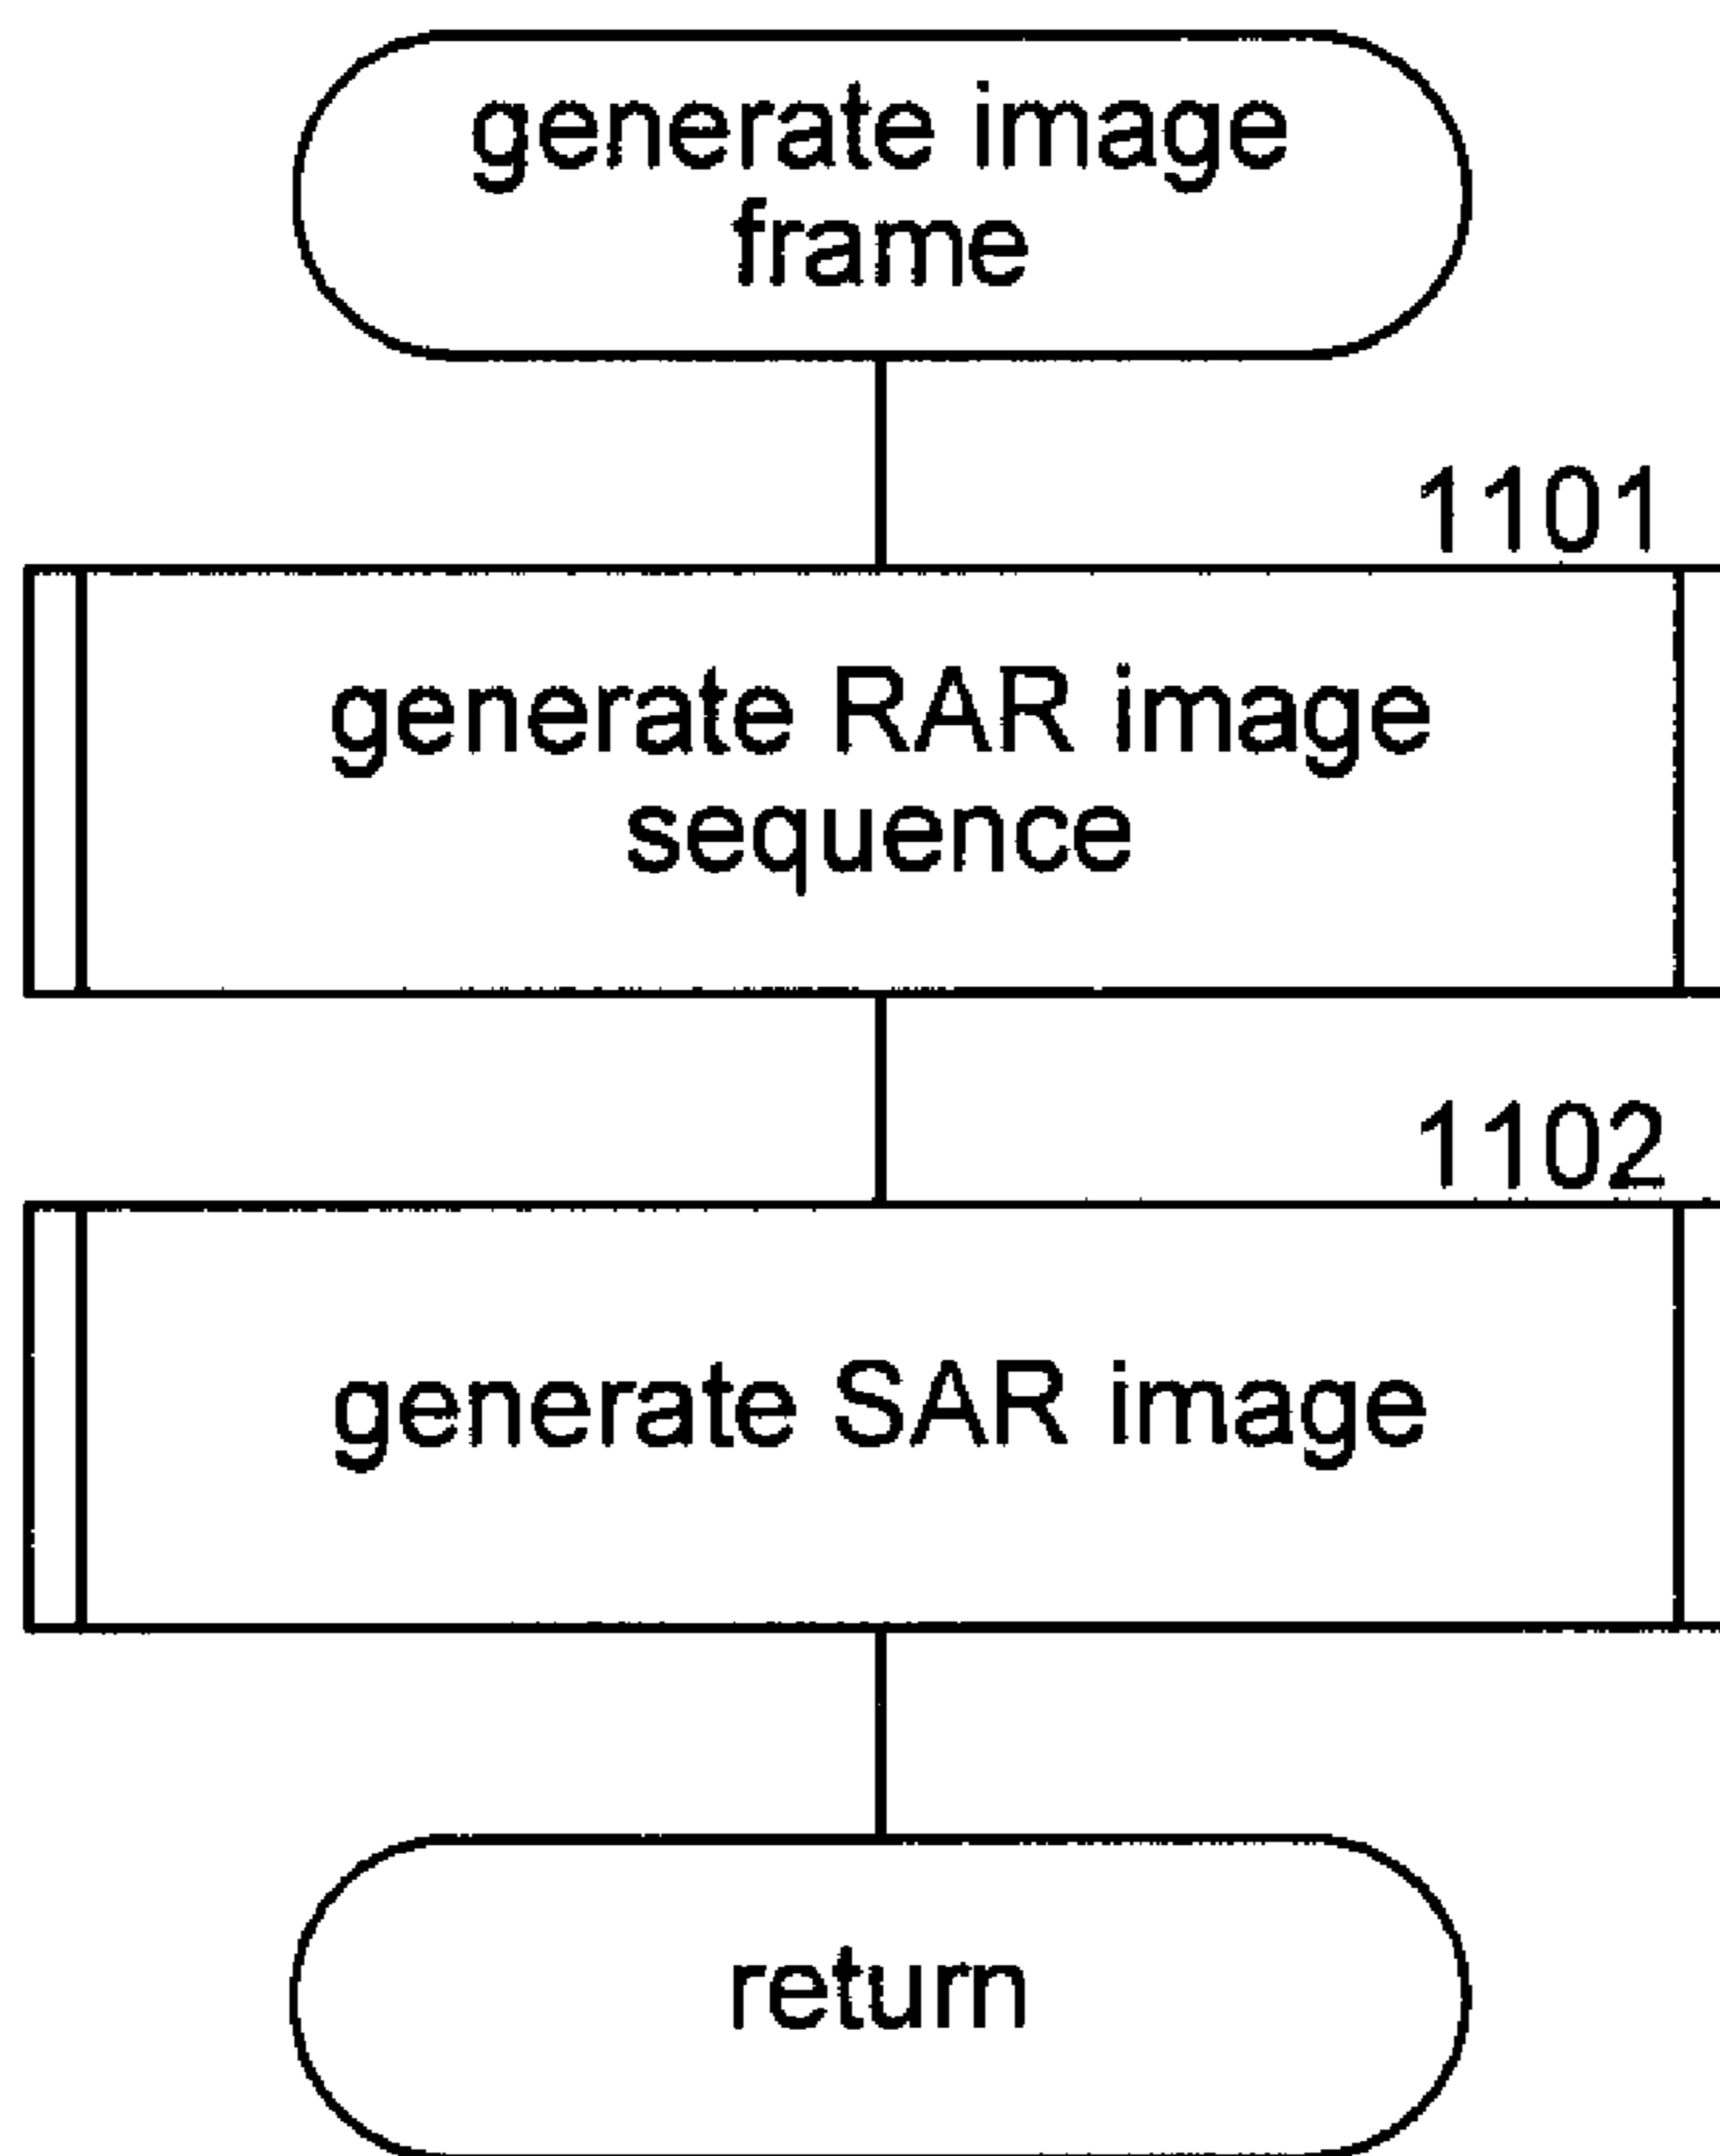 generate image
frame
1101
generate RAR image
sequence
1102
generate SAR image
return